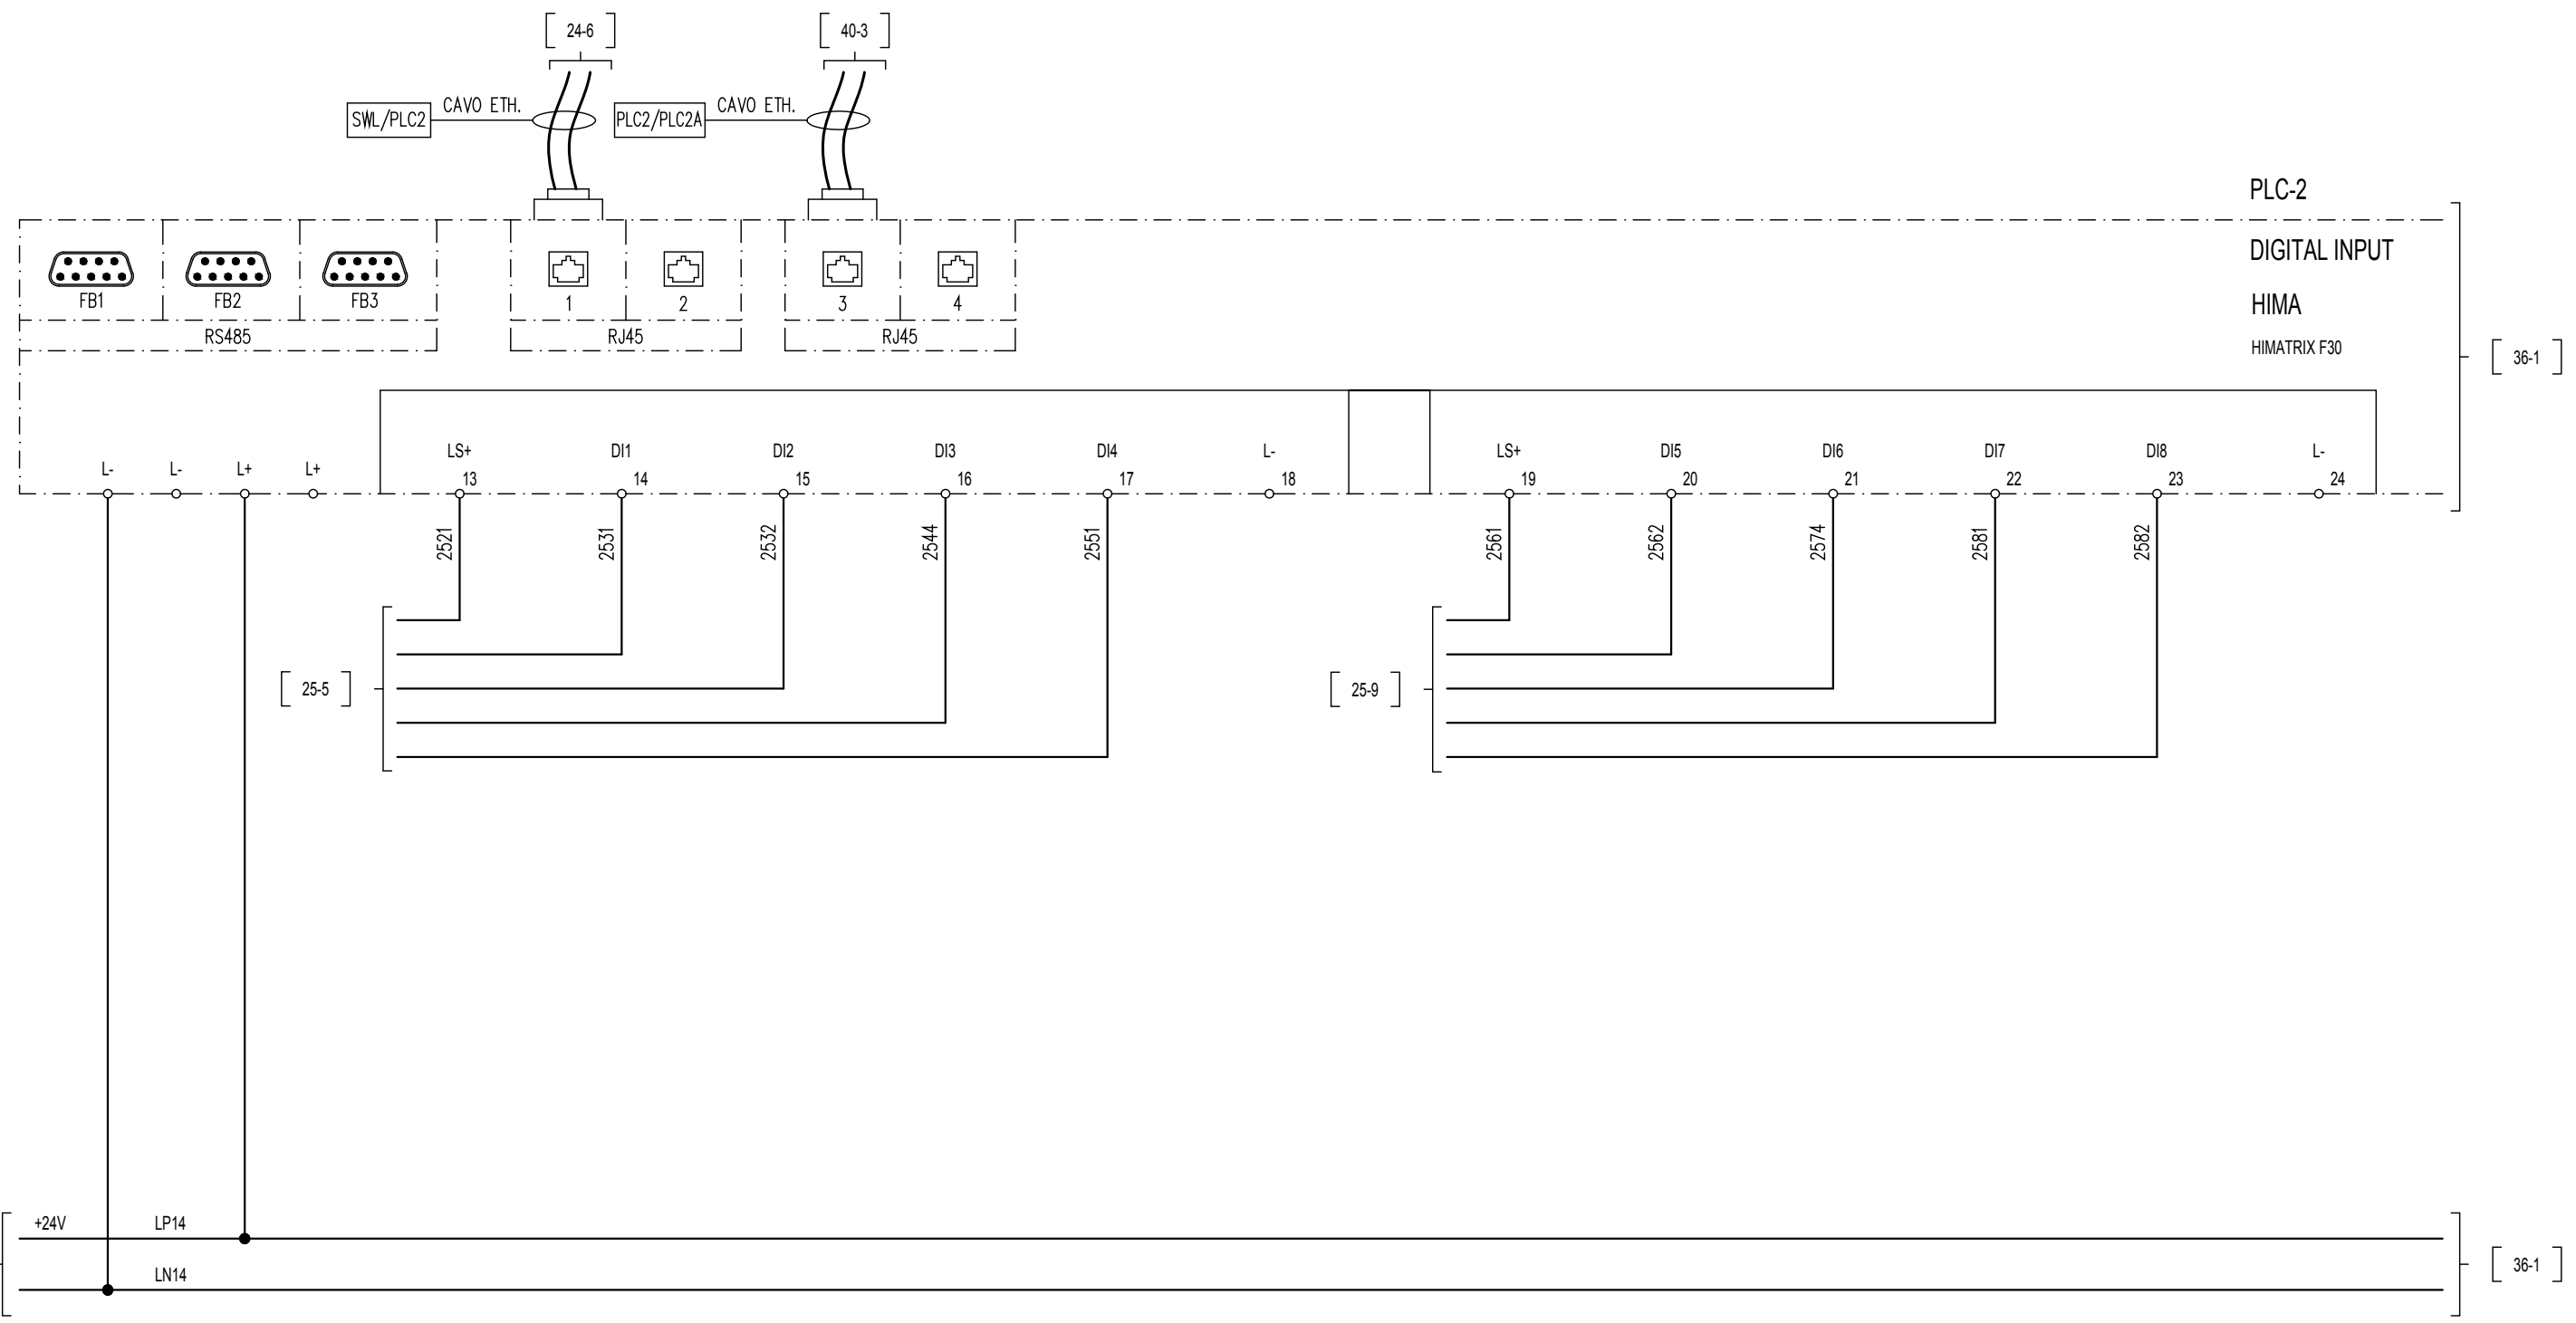 24-6
40-3
SWL/PLC2
CAVO ETH.
PLC2/PLC2A
CAVO ETH.
PLC-2
DIGITAL INPUT
HIMA
HIMATRIX F30
36-1
FB1
FB2
FB3
1
2
3
4
RS485
RJ45
RJ45
L-
L-
L+
L+
LS+
DI1
DI2
DI3
DI4
L-
LS+
DI5
DI6
DI7
DI8
L-
13
14
15
16
17
18
19
20
21
22
23
24
2521
2531
2532
2544
2551
2561
2562
2574
2581
2582
25-5
25-9
+24V
LP14
LN14
36-1